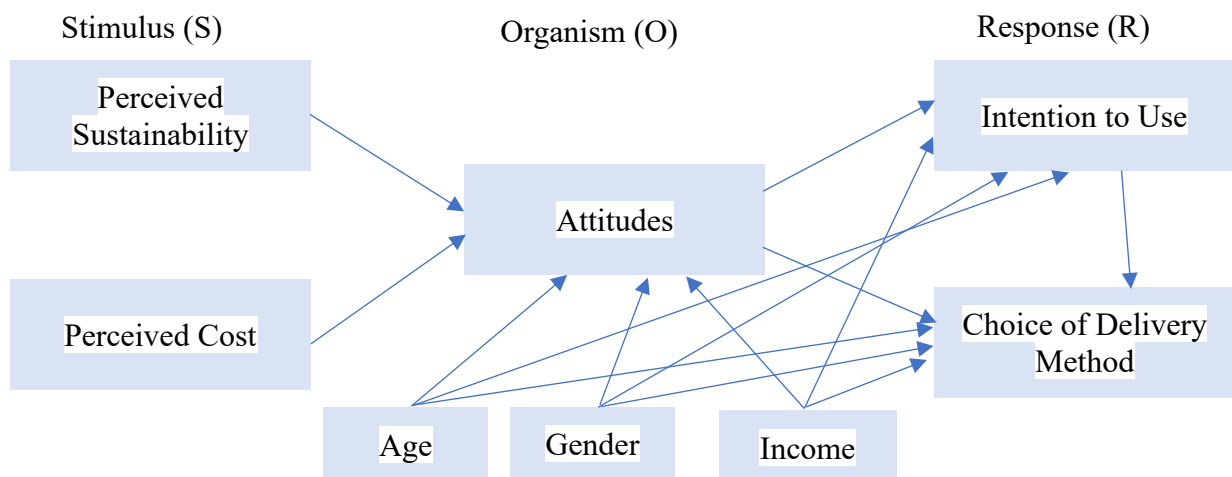 Stimulus (S)
Organism (O)
Response (R)
Perceived
Sustainability
Intention to Use
Attitudes
Perceived Cost
Choice of Delivery
Method
Age
Gender
Income